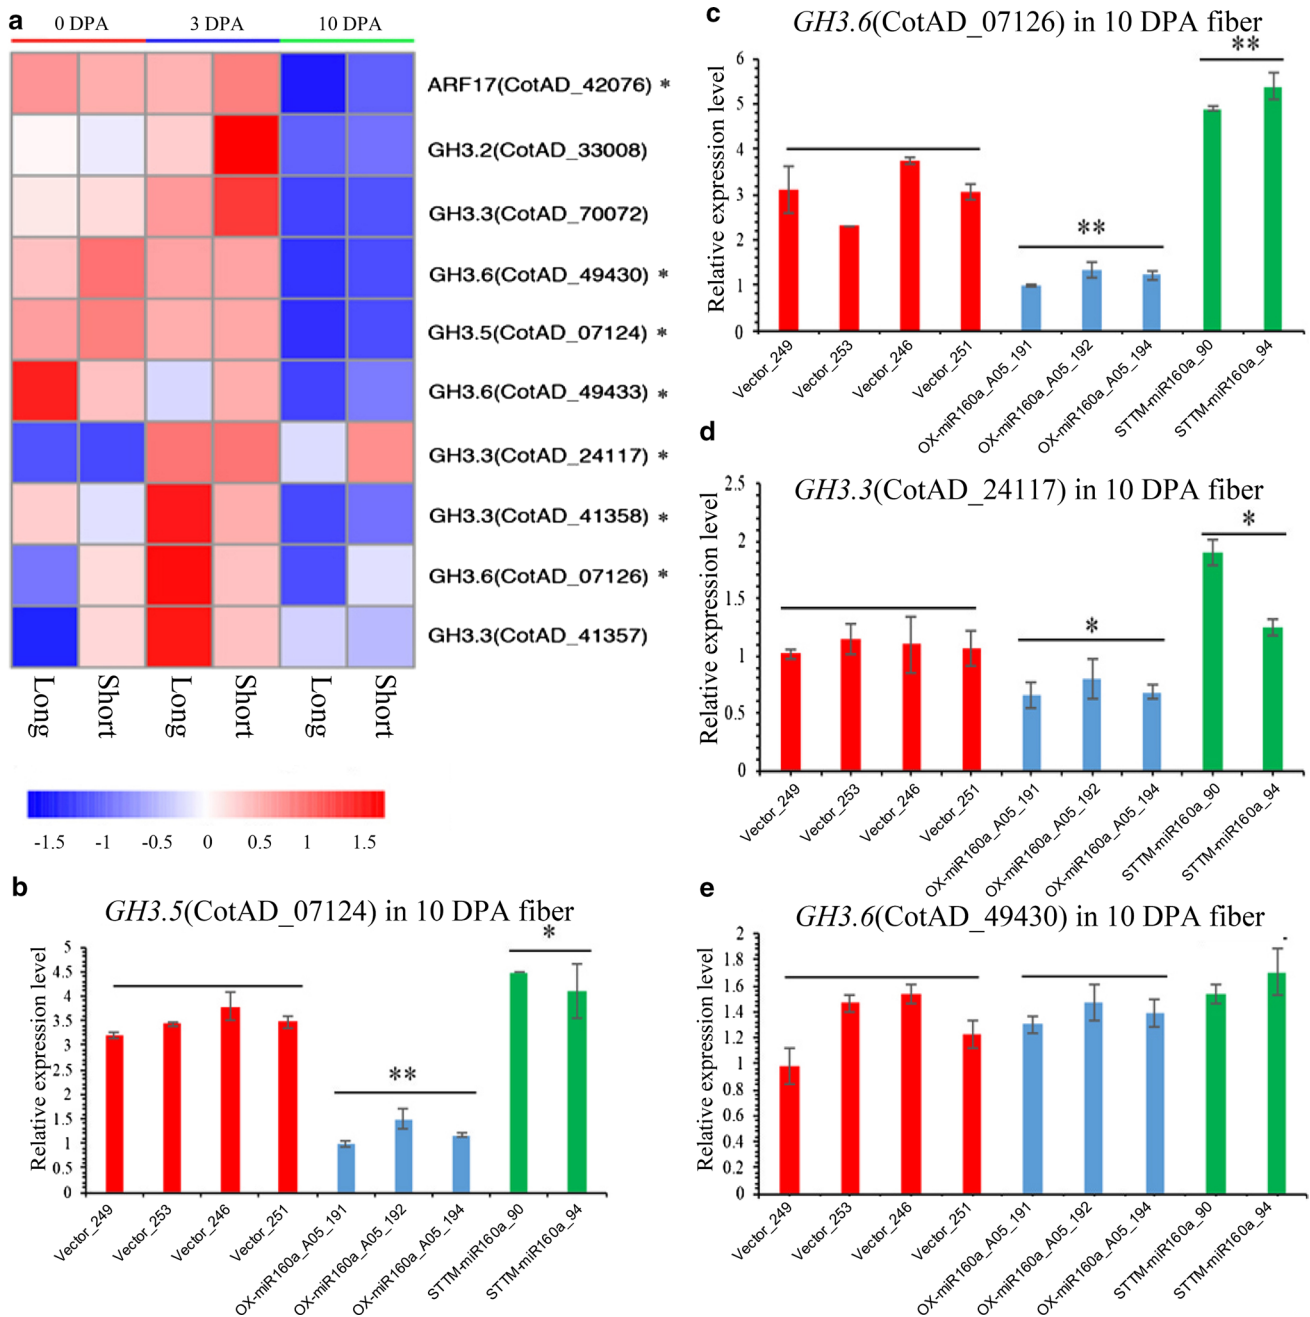 a
0 DPA 3 DPA 10 DPA
ARF17(CotAD_42076) *
GH3.2(CotAD_33008)
GH3.3(CotAD_70072)
GH3.6(CotAD_49430) *
GH3.5(CotAD_07124) *
GH3.6(CotAD_49433) *
GH3.3(CotAD_24117) *
GH3.3(CotAD_41358) *
GH3.6(CotAD_07126) *
GH3.3(CotAD_41357)
Long Short Long Short Long Short
-1.5 -1 -0.5 0 0.5 1 1.5
b
GH3.5(CotAD_07124) in 10 DPA fiber
Relative expression level
5
4.5
4
3.5
3
2.5
2
1.5
1
0.5
0
** *
Vector_249 Vector_253 Vector_246 Vector_251 OX-miR160a_A05_191 OX-miR160a_A05_192 OX-miR160a_A05_194 STTM-miR160a_90 STTM-miR160a_94
c
GH3.6(CotAD_07126) in 10 DPA fiber
Relative expression level
6
5
4
3
2
1
0
** **
Vector_249 Vector_253 Vector_246 Vector_251 OX-miR160a_A05_191 OX-miR160a_A05_192 OX-miR160a_A05_194 STTM-miR160a_90 STTM-miR160a_94
d
GH3.3(CotAD_24117) in 10 DPA fiber
Relative expression level
2.5
2
1.5
1
0.5
0
* *
Vector_249 Vector_253 Vector_246 Vector_251 OX-miR160a_A05_191 OX-miR160a_A05_192 OX-miR160a_A05_194 STTM-miR160a_90 STTM-miR160a_94
e
GH3.6(CotAD_49430) in 10 DPA fiber
Relative expression level
2
1.8
1.6
1.4
1.2
1
0.8
0.6
0.4
0.2
0
Vector_249 Vector_253 Vector_246 Vector_251 OX-miR160a_A05_191 OX-miR160a_A05_192 OX-miR160a_A05_194 STTM-miR160a_90 STTM-miR160a_94